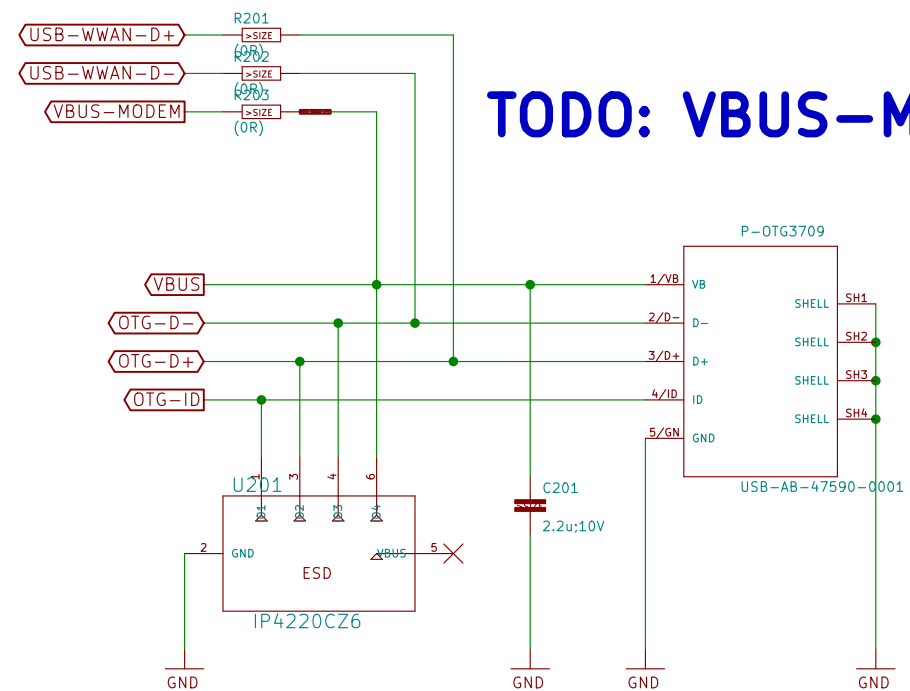 R201
USB-WWAN-D+
>SIZE
(0R)
R202
USB-WWAN-D-
>SIZE
(0R)
R203
VBUS-MODEM
>SIZE
(0R)
TODO: VBUS-M
P-OTG3709
VBUS
1/VB
VB
SHELL
SH1
OTG-D-
2/D-
D-
SHELL
SH2
OTG-D+
3/D+
D+
SHELL
SH3
OTG-ID
4/ID
ID
SHELL
SH4
5/GN
GND
USB-AB-47590-0001
U201
1
3
4
6
D1
D2
D3
D4
C201
2.2u;10V
2
GND
VBUS
5
ESD
IP4220CZ6
GND
GND
GND
GND